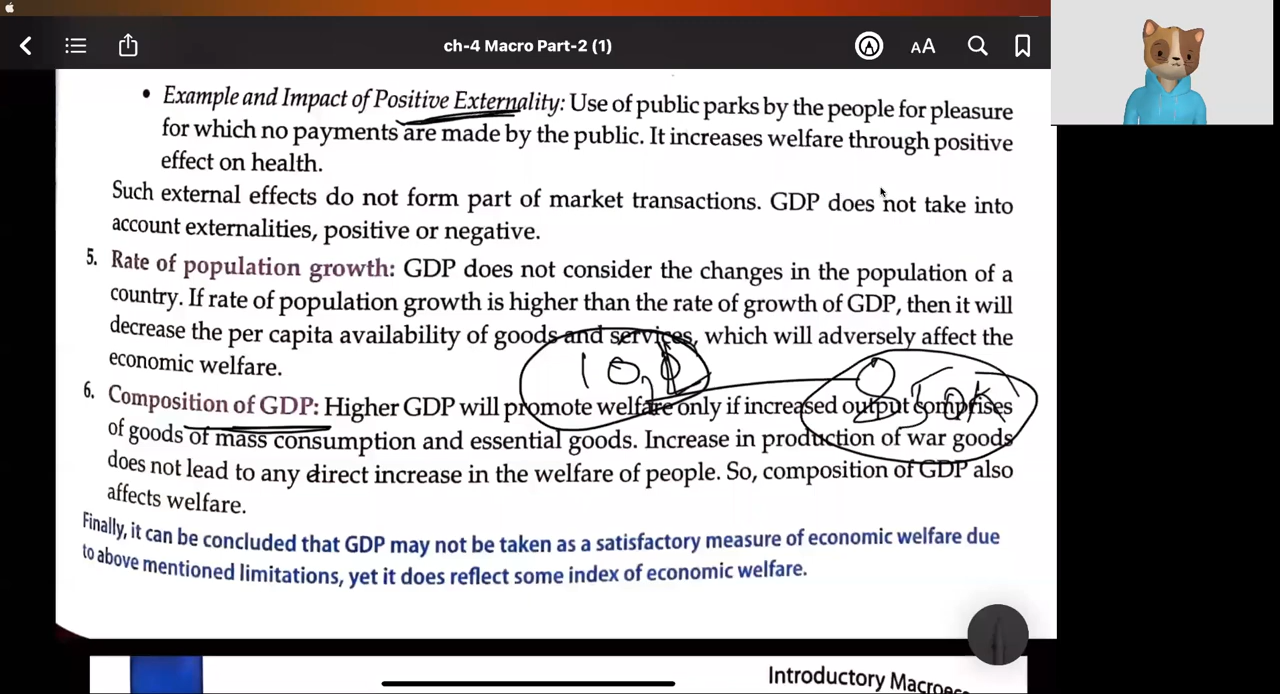 ch-4 Macro Part-2 (1)
AA
• Example and Impact of Positive Externality: Use of public parks by the people for pleasure
for which no payments are made by the public. It increases welfare through positive
effect on health.
Such external effects do not form part of market transactions. GDP does not take into
account externalities, positive or negative.
5. Rate of population growth: GDP does not consider the changes in the population of a
country. If rate of population growth is higher than the rate of growth of GDP, then it will
decrease the per capita availability of goods and services, which will adversely affect the
economic welfare.
6. Composition of GDP: Higher GDP will promote welfare only if increased output comprises
of goods of mass consumption and essential goods. Increase in production of war goods
does not lead to any direct increase in the welfare of people. So, composition of GDP also
affects welfare.
Finally, it can be concluded that GDP may not be taken as a satisfactory measure of economic welfare due
to above mentioned limitations, yet it does reflect some index of economic welfare.
Introductory